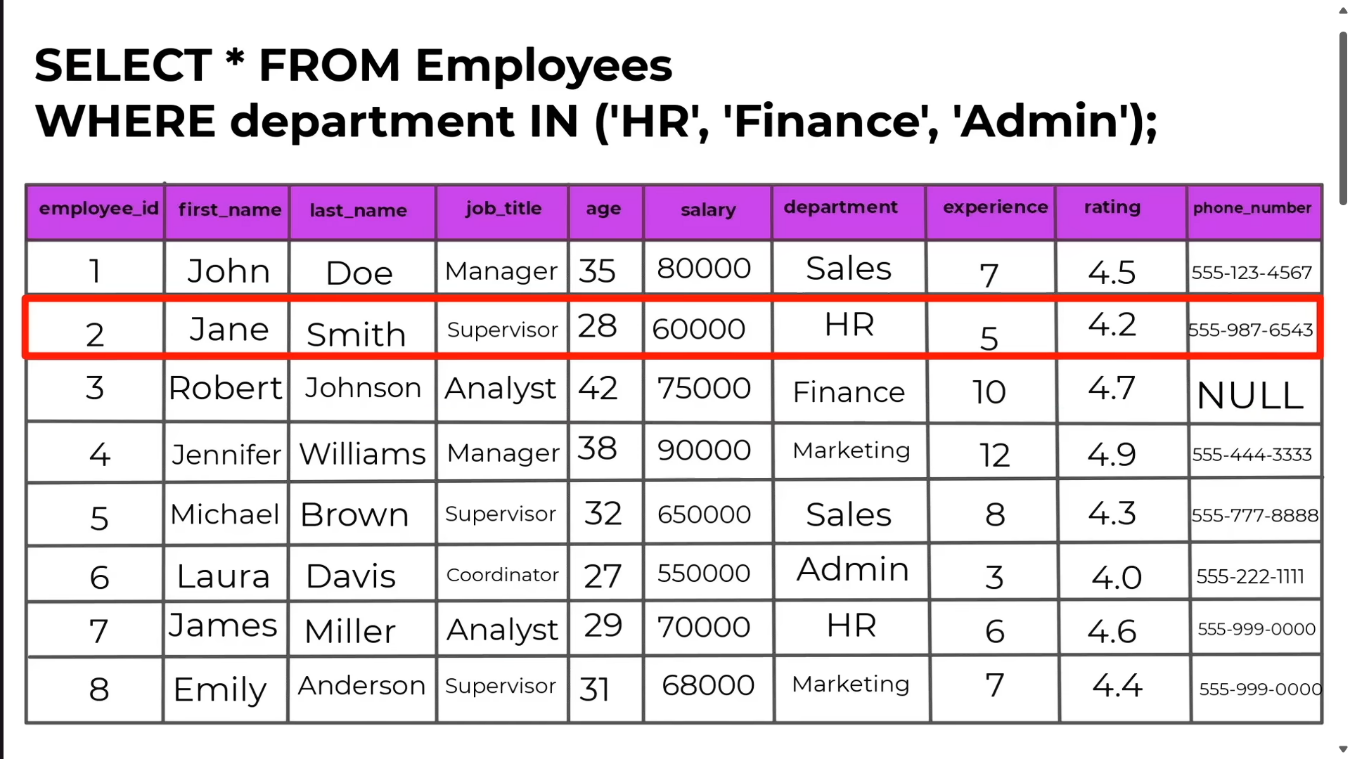 SELECT * FROM Employees
WHERE department IN ('HR', 'Finance', 'Admin');
employee_id first_name last_name job_title age salary department experience rating phone_number
1 John Doe Manager 35 80000 Sales 7 4.5 555-123-4567
2 Jane Smith Supervisor 28 60000 HR 5 4.2 555-987-6543
3 Robert Johnson Analyst 42 75000 Finance 10 4.7 NULL
4 Jennifer Williams Manager 38 90000 Marketing 12 4.9 555-444-3333
5 Michael Brown Supervisor 32 650000 Sales 8 4.3 555-777-8888
6 Laura Davis Coordinator 27 550000 Admin 3 4.0 555-222-1111
7 James Miller Analyst 29 70000 HR 6 4.6 555-999-0000
8 Emily Anderson Supervisor 31 68000 Marketing 7 4.4 555-999-0000